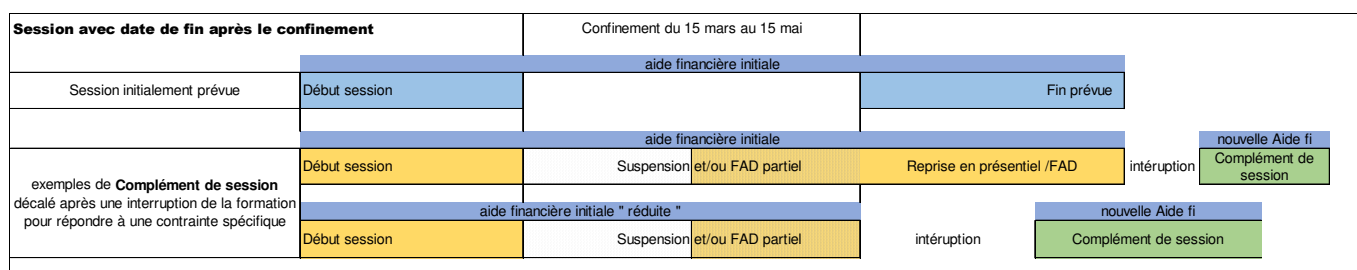 Session avec date de fin après le confinement
Confinement du 15 mars au 15 mai
aide financière initiale
Session initialement prévue
Début session
Fin prévue
aide financière initiale
nouvelle Aide fi
Début session
Suspension et/ou FAD partiel
Reprise en présentiel /FAD
intéruption
Complément de
session
exemples de Complément de session
décalé après une interruption de la formation
pour répondre à une contrainte spécifique
aide financière initiale " réduite "
nouvelle Aide fi
Début session
Suspension et/ou FAD partiel
intéruption
Complément de session